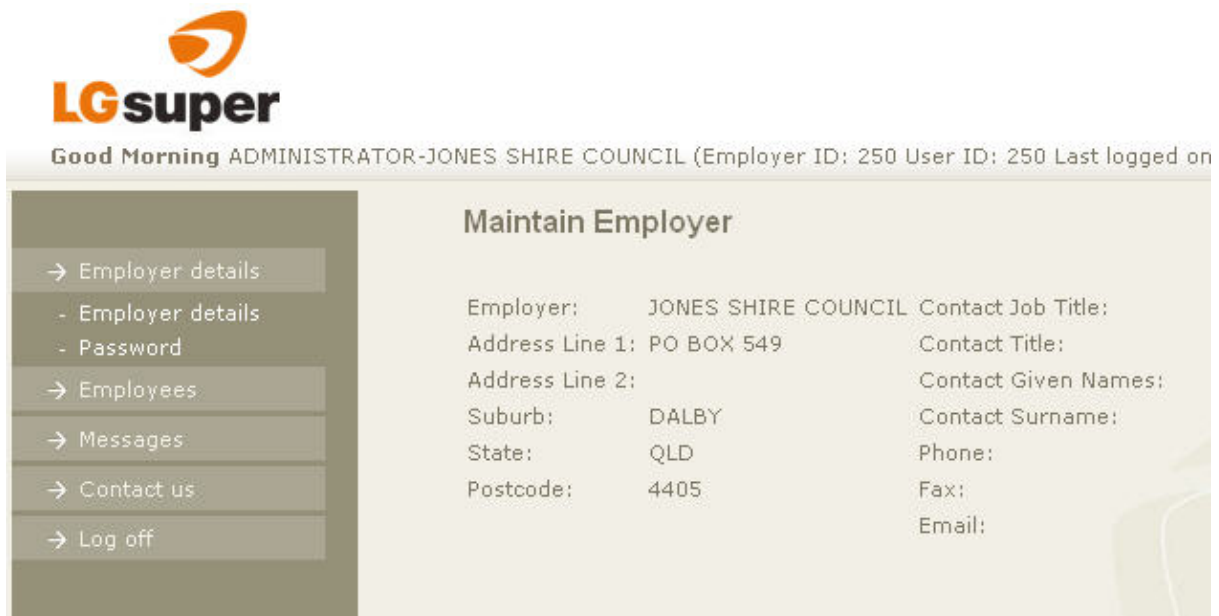 LGsuper
Good Morning ADMINISTRATOR-JONES SHIRE COUNCIL (Employer ID: 250 User ID: 250 Last logged on
→ Employer details
- Employer details
- Password
→ Employees
→ Messages
→ Contact us
→ Log off
Maintain Employer
Employer: JONES SHIRE COUNCIL Contact Job Title:
Address Line 1: PO BOX 549 Contact Title:
Address Line 2: Contact Given Names:
Suburb: DALBY Contact Surname:
State: QLD Phone:
Postcode: 4405 Fax:
Email: